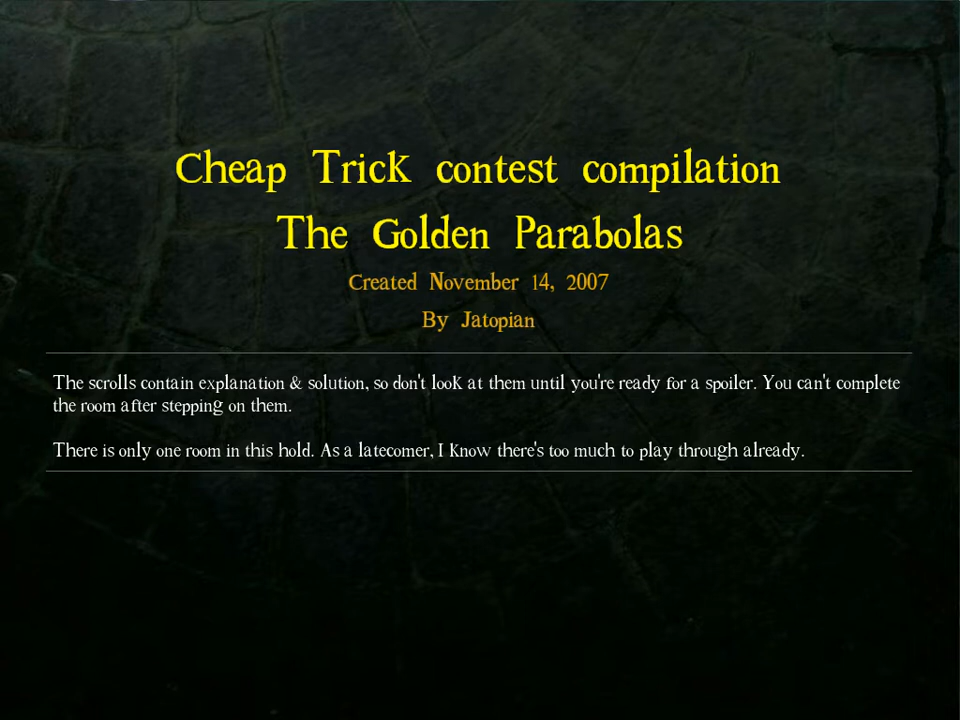 Cheap Trick contest compilation
The Golden Parabolas
Created November 14, 2007
By Jatopian
The scrolls contain explanation & solution, so don't look at them until you're ready for a spoiler. You can't complete
the room after stepping on them.
There is only one room in this hold. As a latecomer, I know there's too much to play through already.